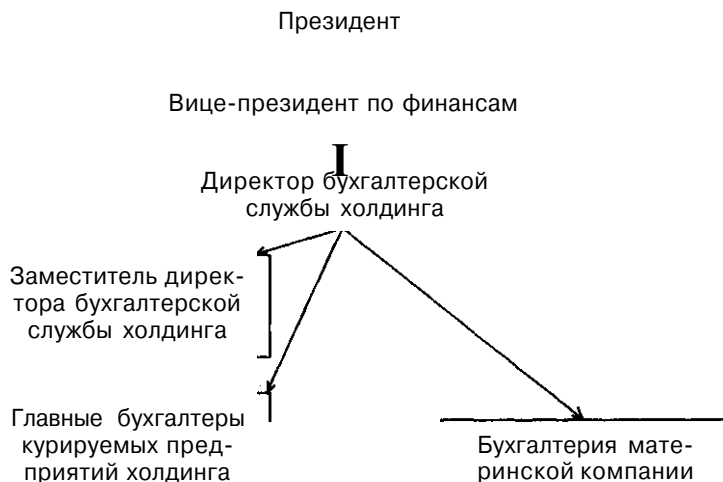 Президент
Вице-президент по финансам
Директор бухгалтерской
службы холдинга
Заместитель дирек-
тора бухгалтерской
службы холдинга
Главные бухгалтеры
курируемых пред-
приятий холдинга
Бухгалтерия мате-
ринской компании